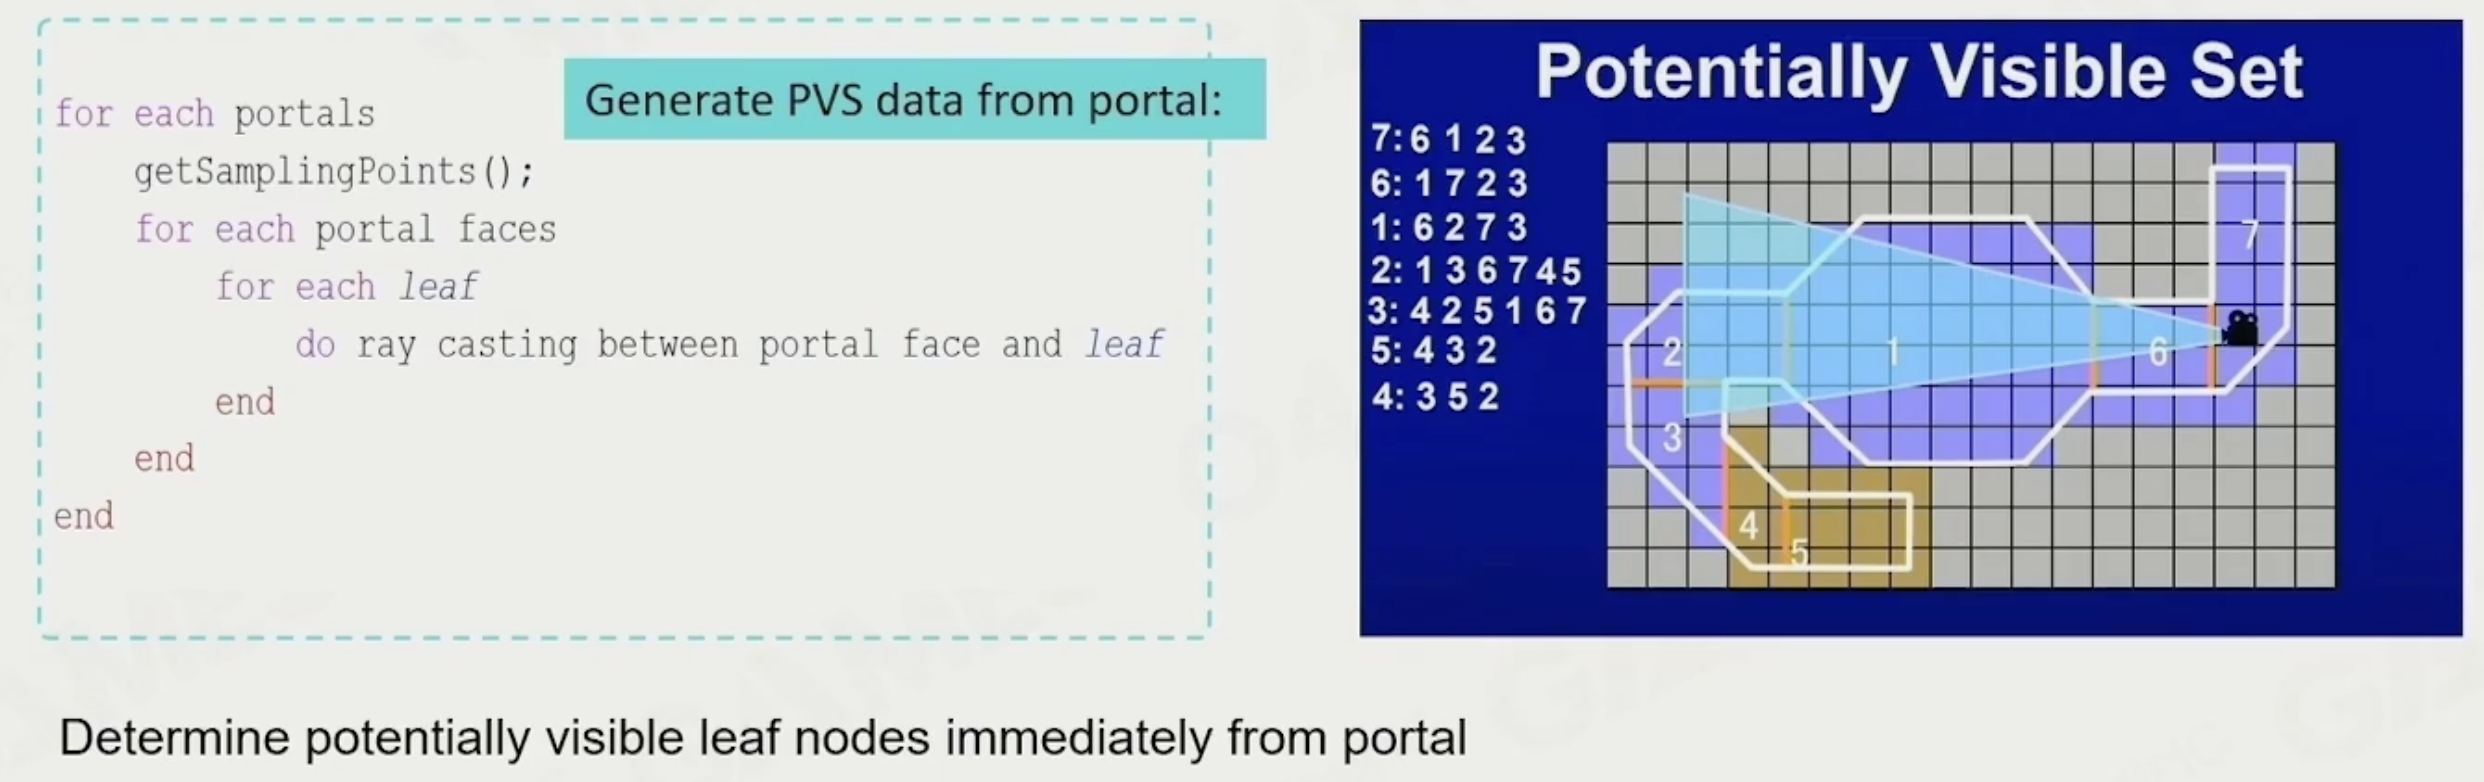 Generate PVS data from portal:
for each portals
getSamplingPoints();
for each portal faces
for each leaf
do ray casting between portal face and leaf
end
end
end
Potentially Visible Set
7: 6 1 2 3
6: 1 7 2 3
1: 6 2 7 3
2: 1 3 6 7 4 5
3: 4 2 5 1 6 7
5: 4 3 2
4: 3 5 2
7
2
1
6
3
4
5
Determine potentially visible leaf nodes immediately from portal